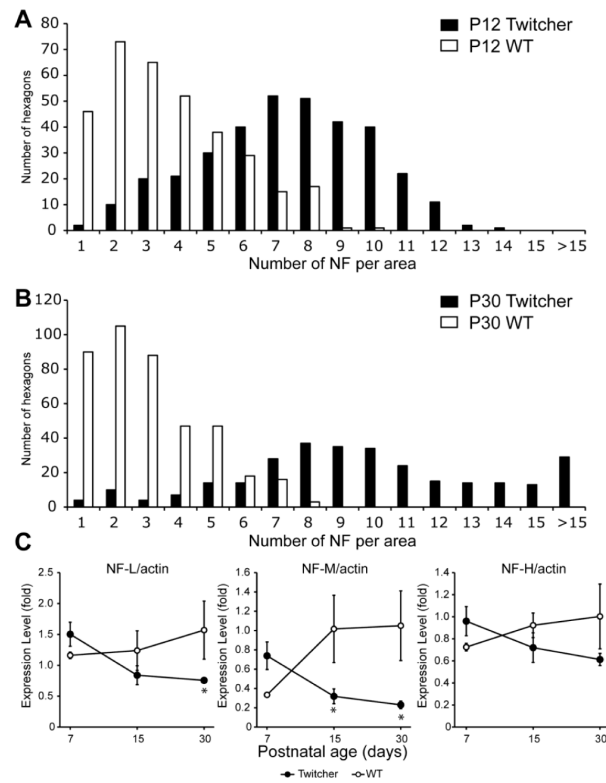 A
P12 Twitcher
P12 WT
Number of hexagons
80
70
60
50
40
30
20
10
0
1 2 3 4 5 6 7 8 9 10 11 12 13 14 15 >15
Number of NF per area
B
P30 Twitcher
P30 WT
Number of hexagons
120
100
80
60
40
20
0
1 2 3 4 5 6 7 8 9 10 11 12 13 14 15 >15
Number of NF per area
C
NF-L/actin
Expression Level (fold)
2.5
2.0
1.5
1.0
0.5
0
*
7 15 30
NF-M/actin
Expression Level (fold)
1.6
1.4
1.2
1.0
0.8
0.6
0.4
0.2
0
* *
7 15 30
NF-H/actin
Expression Level (fold)
1.4
1.2
1.0
0.8
0.6
0.4
0.2
0
7 15 30
Postnatal age (days)
Twitcher WT